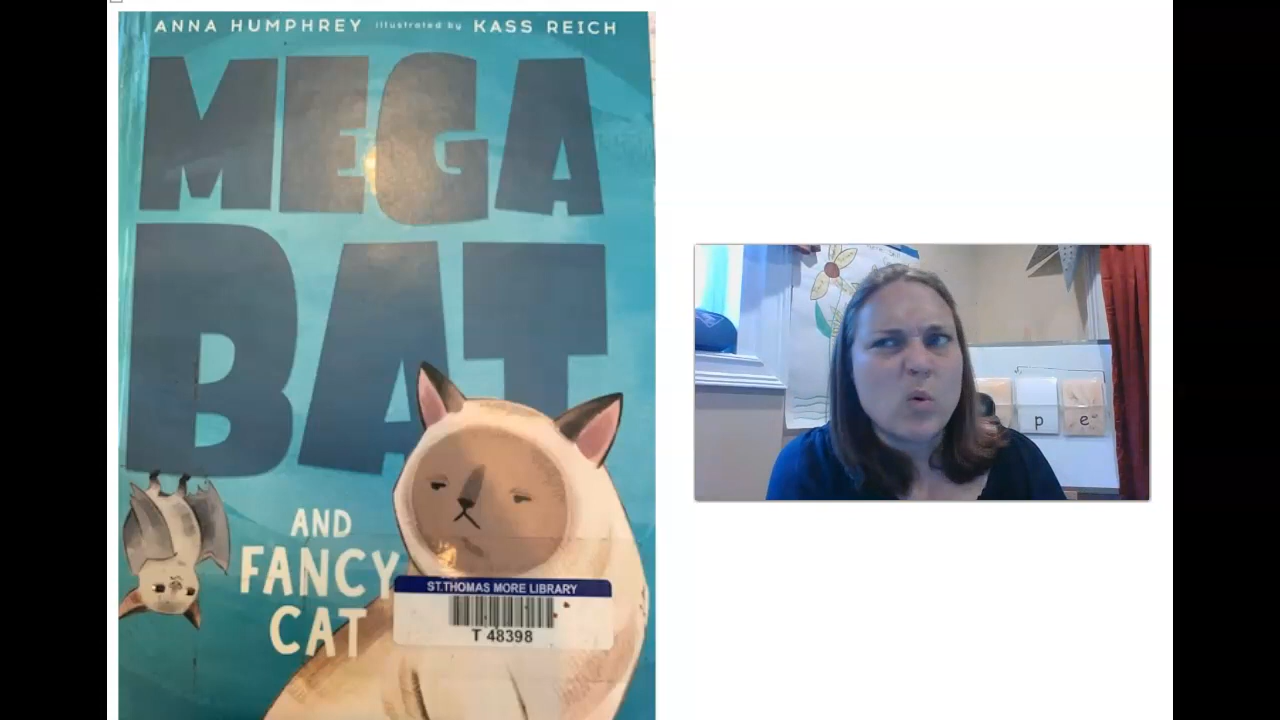 ANNA HUMPHREY illustrated by KASS REICH
MEGA
BAT
AND
FANCY
CAT
ST.THOMAS MORE LIBRARY
T 48398
p e